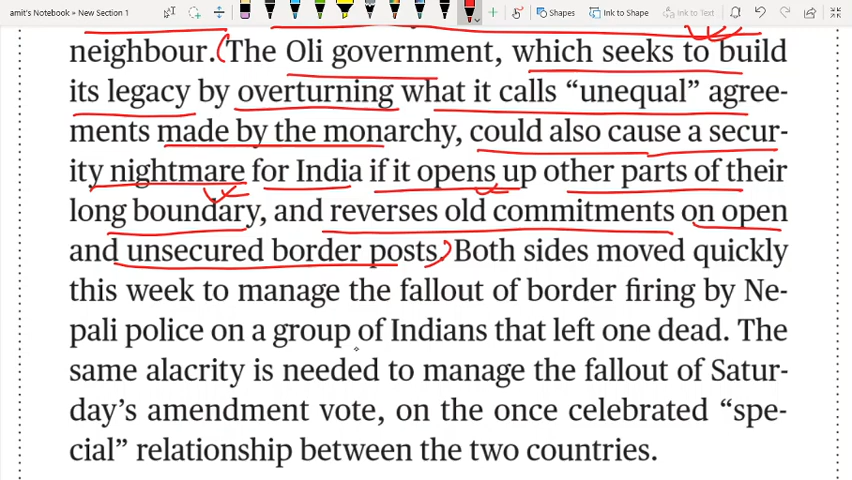 amit's Notebook » New Section 1
Shapes
Ink to Shape
Ink to Text
neighbour. (The Oli government, which seeks to build
its legacy by overturning what it calls “unequal” agree-
ments made by the monarchy, could also cause a secur-
ity nightmare for India if it opens up other parts of their
long boundary, and reverses old commitments on open
and unsecured border posts.) Both sides moved quickly
this week to manage the fallout of border firing by Ne-
pali police on a group of Indians that left one dead. The
same alacrity is needed to manage the fallout of Satur-
day’s amendment vote, on the once celebrated “spe-
cial” relationship between the two countries.